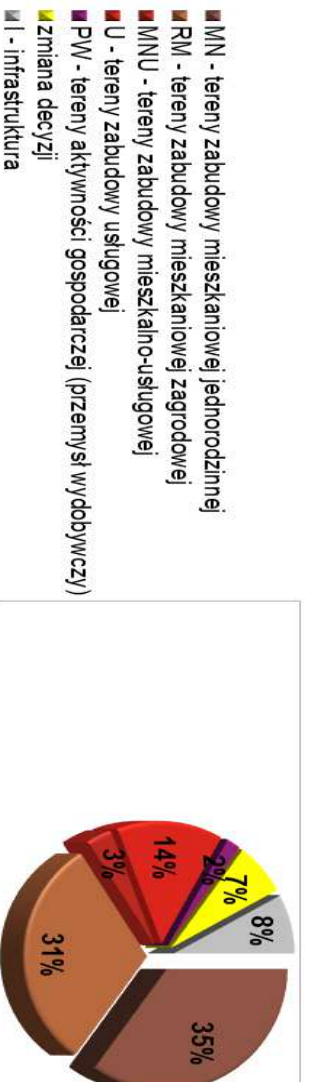 MN - tereny zabudowy mieszkaniowej jednorodzinnej
RM - tereny zabudowy mieszkaniowej zagrodowej
MNU - tereny zabudowy mieszkalno-usługowej
U - tereny zabudowy usługowej
PW - tereny aktywności gospodarczej (przemysł wydobywczy)
zmiana decyzji
I - infrastruktura
8%
7%
2%
14%
3%
31%
35%